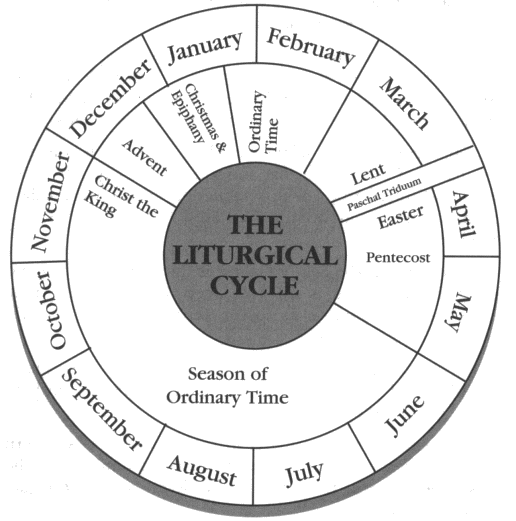 January
February
March
April
May
June
July
August
September
October
November
December
Christmas &
Epiphany
Ordinary
Time
Lent
Paschal Triduum
Easter
Pentecost
Season of
Ordinary Time
Christ the
King
Advent
THE
LITURGICAL
CYCLE